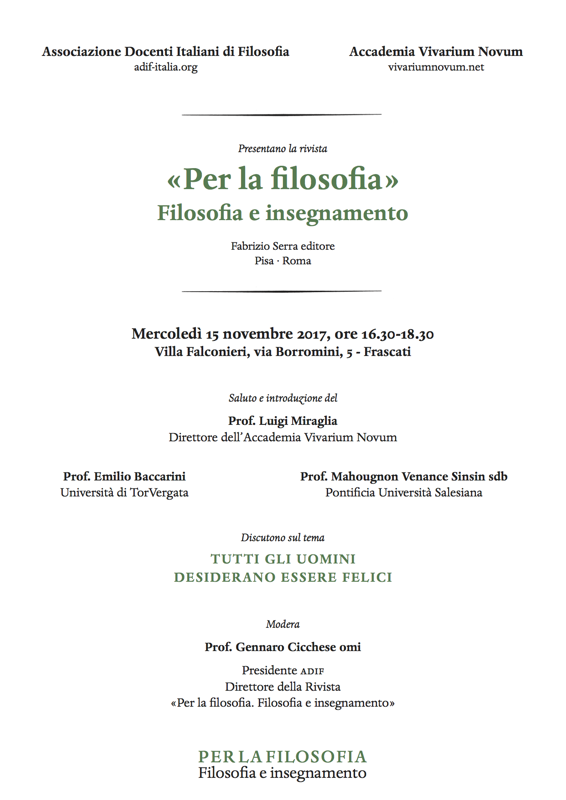 Associazione Docenti Italiani di Filosofia
adif-italia.org
Accademia Vivarium Novum
vivariumnovum.net
Presentano la rivista
«Per la filosofia»
Filosofia e insegnamento
Fabrizio Serra editore
Pisa · Roma
Mercoledì 15 novembre 2017, ore 16.30-18.30
Villa Falconieri, via Borromini, 5 - Frascati
Saluto e introduzione del
Prof. Luigi Miraglia
Direttore dell'Accademia Vivarium Novum
Prof. Emilio Baccarini
Università di TorVergata
Prof. Mahougnon Venance Sinsin sdb
Pontificia Università Salesiana
Discutono sul tema
TUTTI GLI UOMINI
DESIDERANO ESSERE FELICI
Modera
Prof. Gennaro Cicchese omi
Presidente ADIF
Direttore della Rivista
«Per la filosofia. Filosofia e insegnamento»
PER LA FILOSOFIA
Filosofia e insegnamento